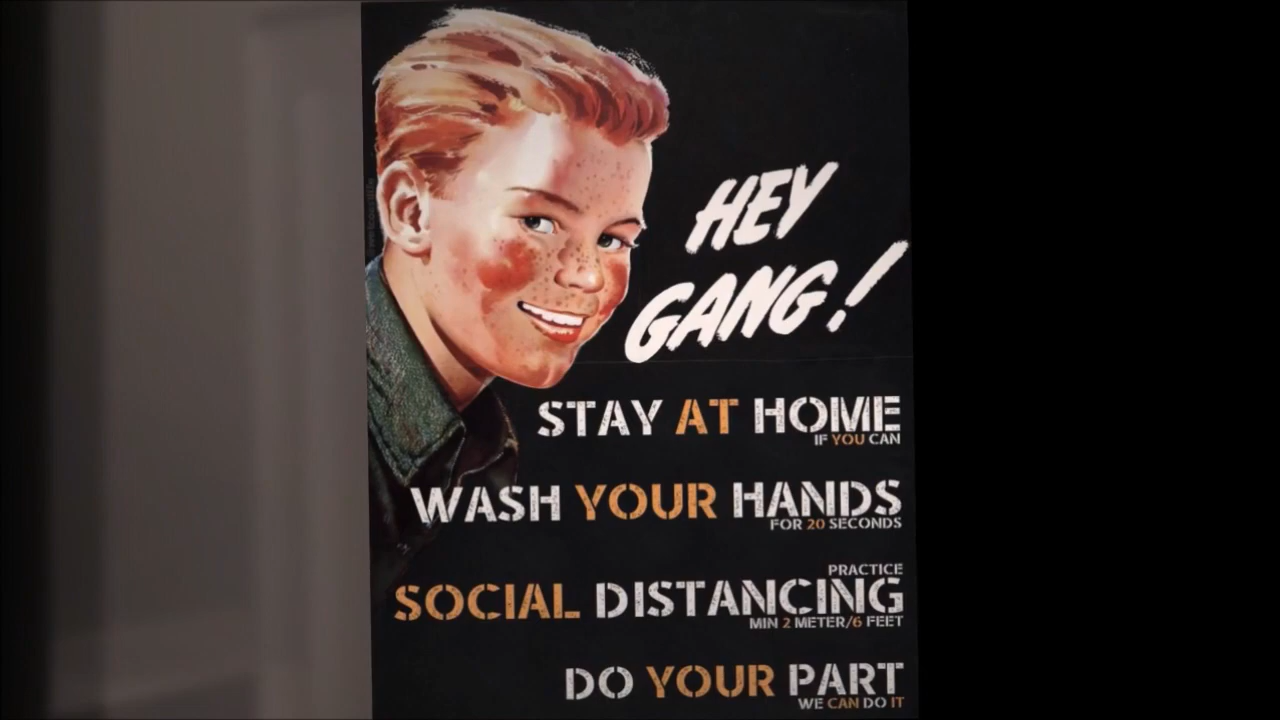 HEY
GANG!
STAY AT HOME
IF YOU CAN
WASH YOUR HANDS
FOR 20 SECONDS
PRACTICE
SOCIAL DISTANCING
MIN 2 METER/6 FEET
DO YOUR PART
WE CAN DO IT